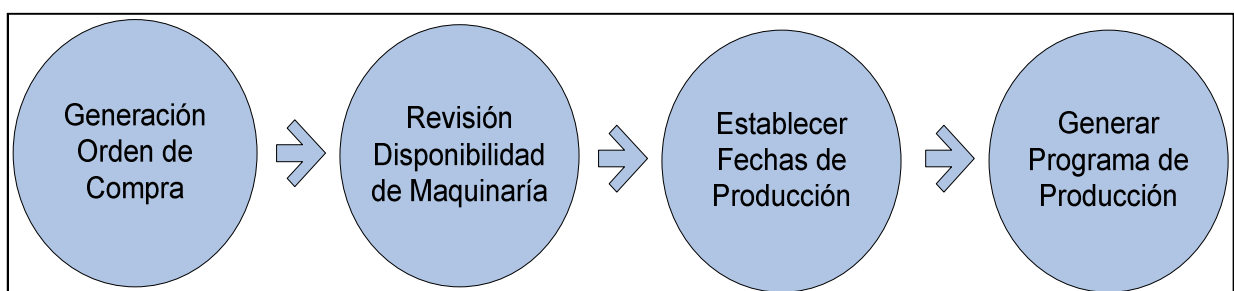 Generación
Orden de
Compra
Revisión
Disponibilidad
de Maquinaría
Establecer
Fechas de
Producción
Generar
Programa de
Producción